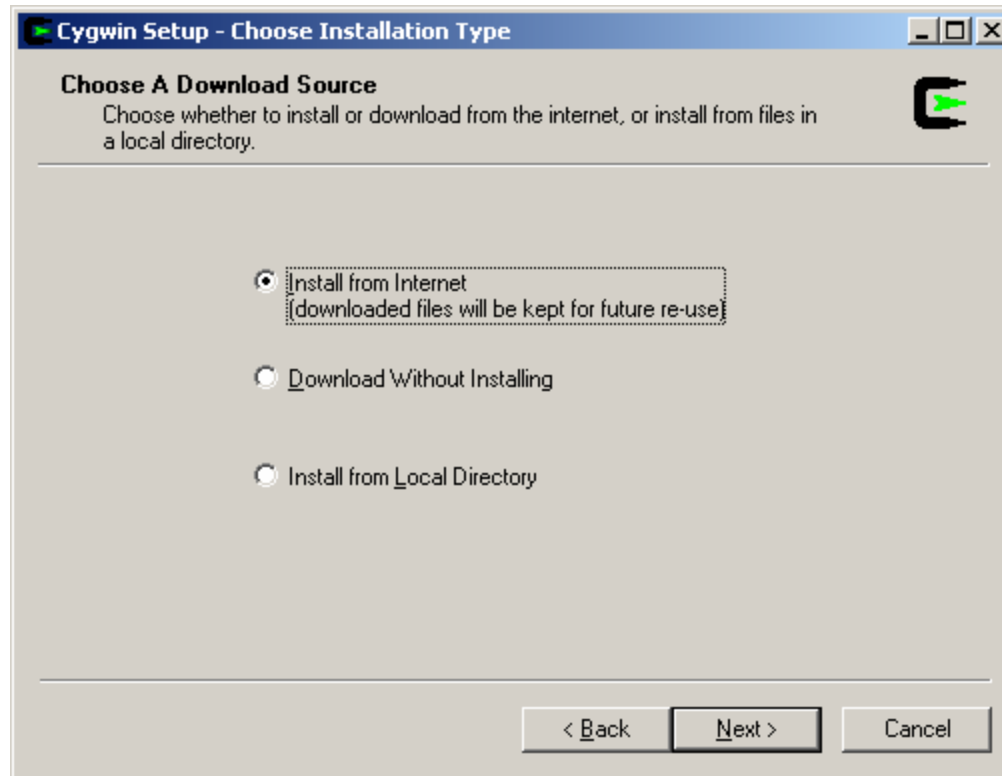 Cygwin Setup - Choose Installation Type
Choose A Download Source
Choose whether to install or download from the internet, or install from files in
a local directory.
Install from Internet
(downloaded files will be kept for future re-use)
Download Without Installing
Install from Local Directory
< Back
Next >
Cancel